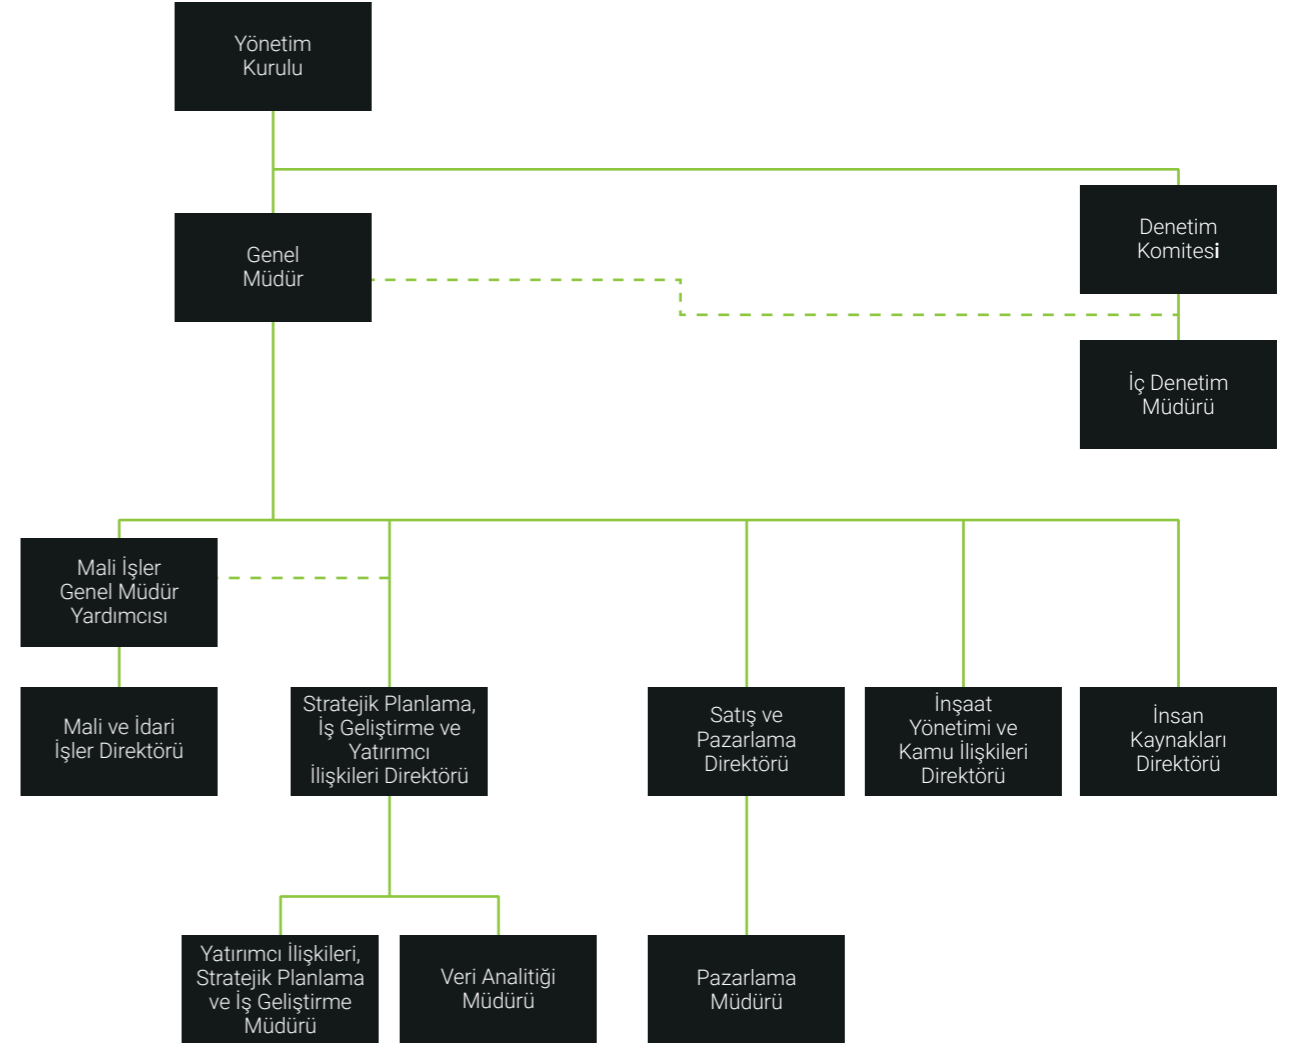 Yönetim
Kurulu
Genel
Müdür
Denetim
Komitesi
İç Denetim
Müdürü
Mali İşler
Genel Müdür
Yardımcısı
Mali ve İdari
İşler Direktörü
Stratejik Planlama,
İş Geliştirme ve
Yatırımcı
İlişkileri Direktörü
Satış ve
Pazarlama
Direktörü
İnşaat
Yönetimi ve
Kamu İlişkileri
Direktörü
İnsan
Kaynakları
Direktörü
Yatırımcı İlişkileri,
Stratejik Planlama
ve İş Geliştirme
Müdürü
Veri Analitiği
Müdürü
Pazarlama
Müdürü